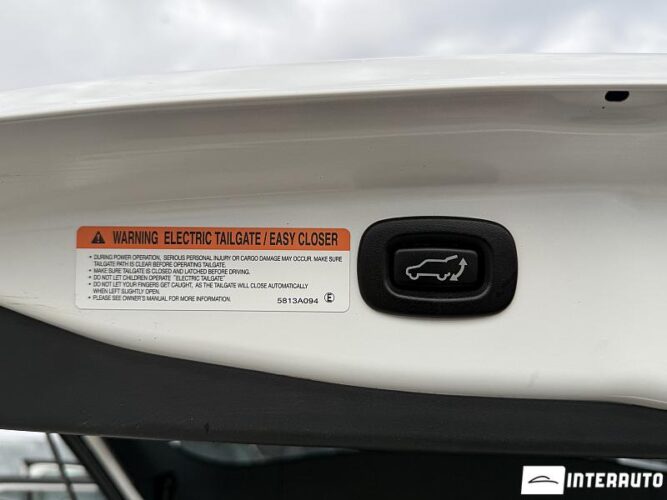 WARNING ELECTRIC TAILGATE / EASY CLOSER
• DURING POWER OPERATION, SERIOUS PERSONAL INJURY OR CARGO DAMAGE MAY OCCUR. MAKE SURE
TAILGATE PATH IS CLEAR BEFORE OPERATING TAILGATE.
• MAKE SURE TAILGATE IS CLOSED AND LATCHED BEFORE DRIVING.
• DO NOT LET CHILDREN OPERATE "ELECTRIC TAILGATE"
• DO NOT LET YOUR FINGERS GET CAUGHT, AS THE TAILGATE WILL CLOSE AUTOMATICALLY
WHEN LEFT SLIGHTLY OPEN.
• PLEASE SEE OWNER'S MANUAL FOR MORE INFORMATION. 5813A094 E
INTERAUTO